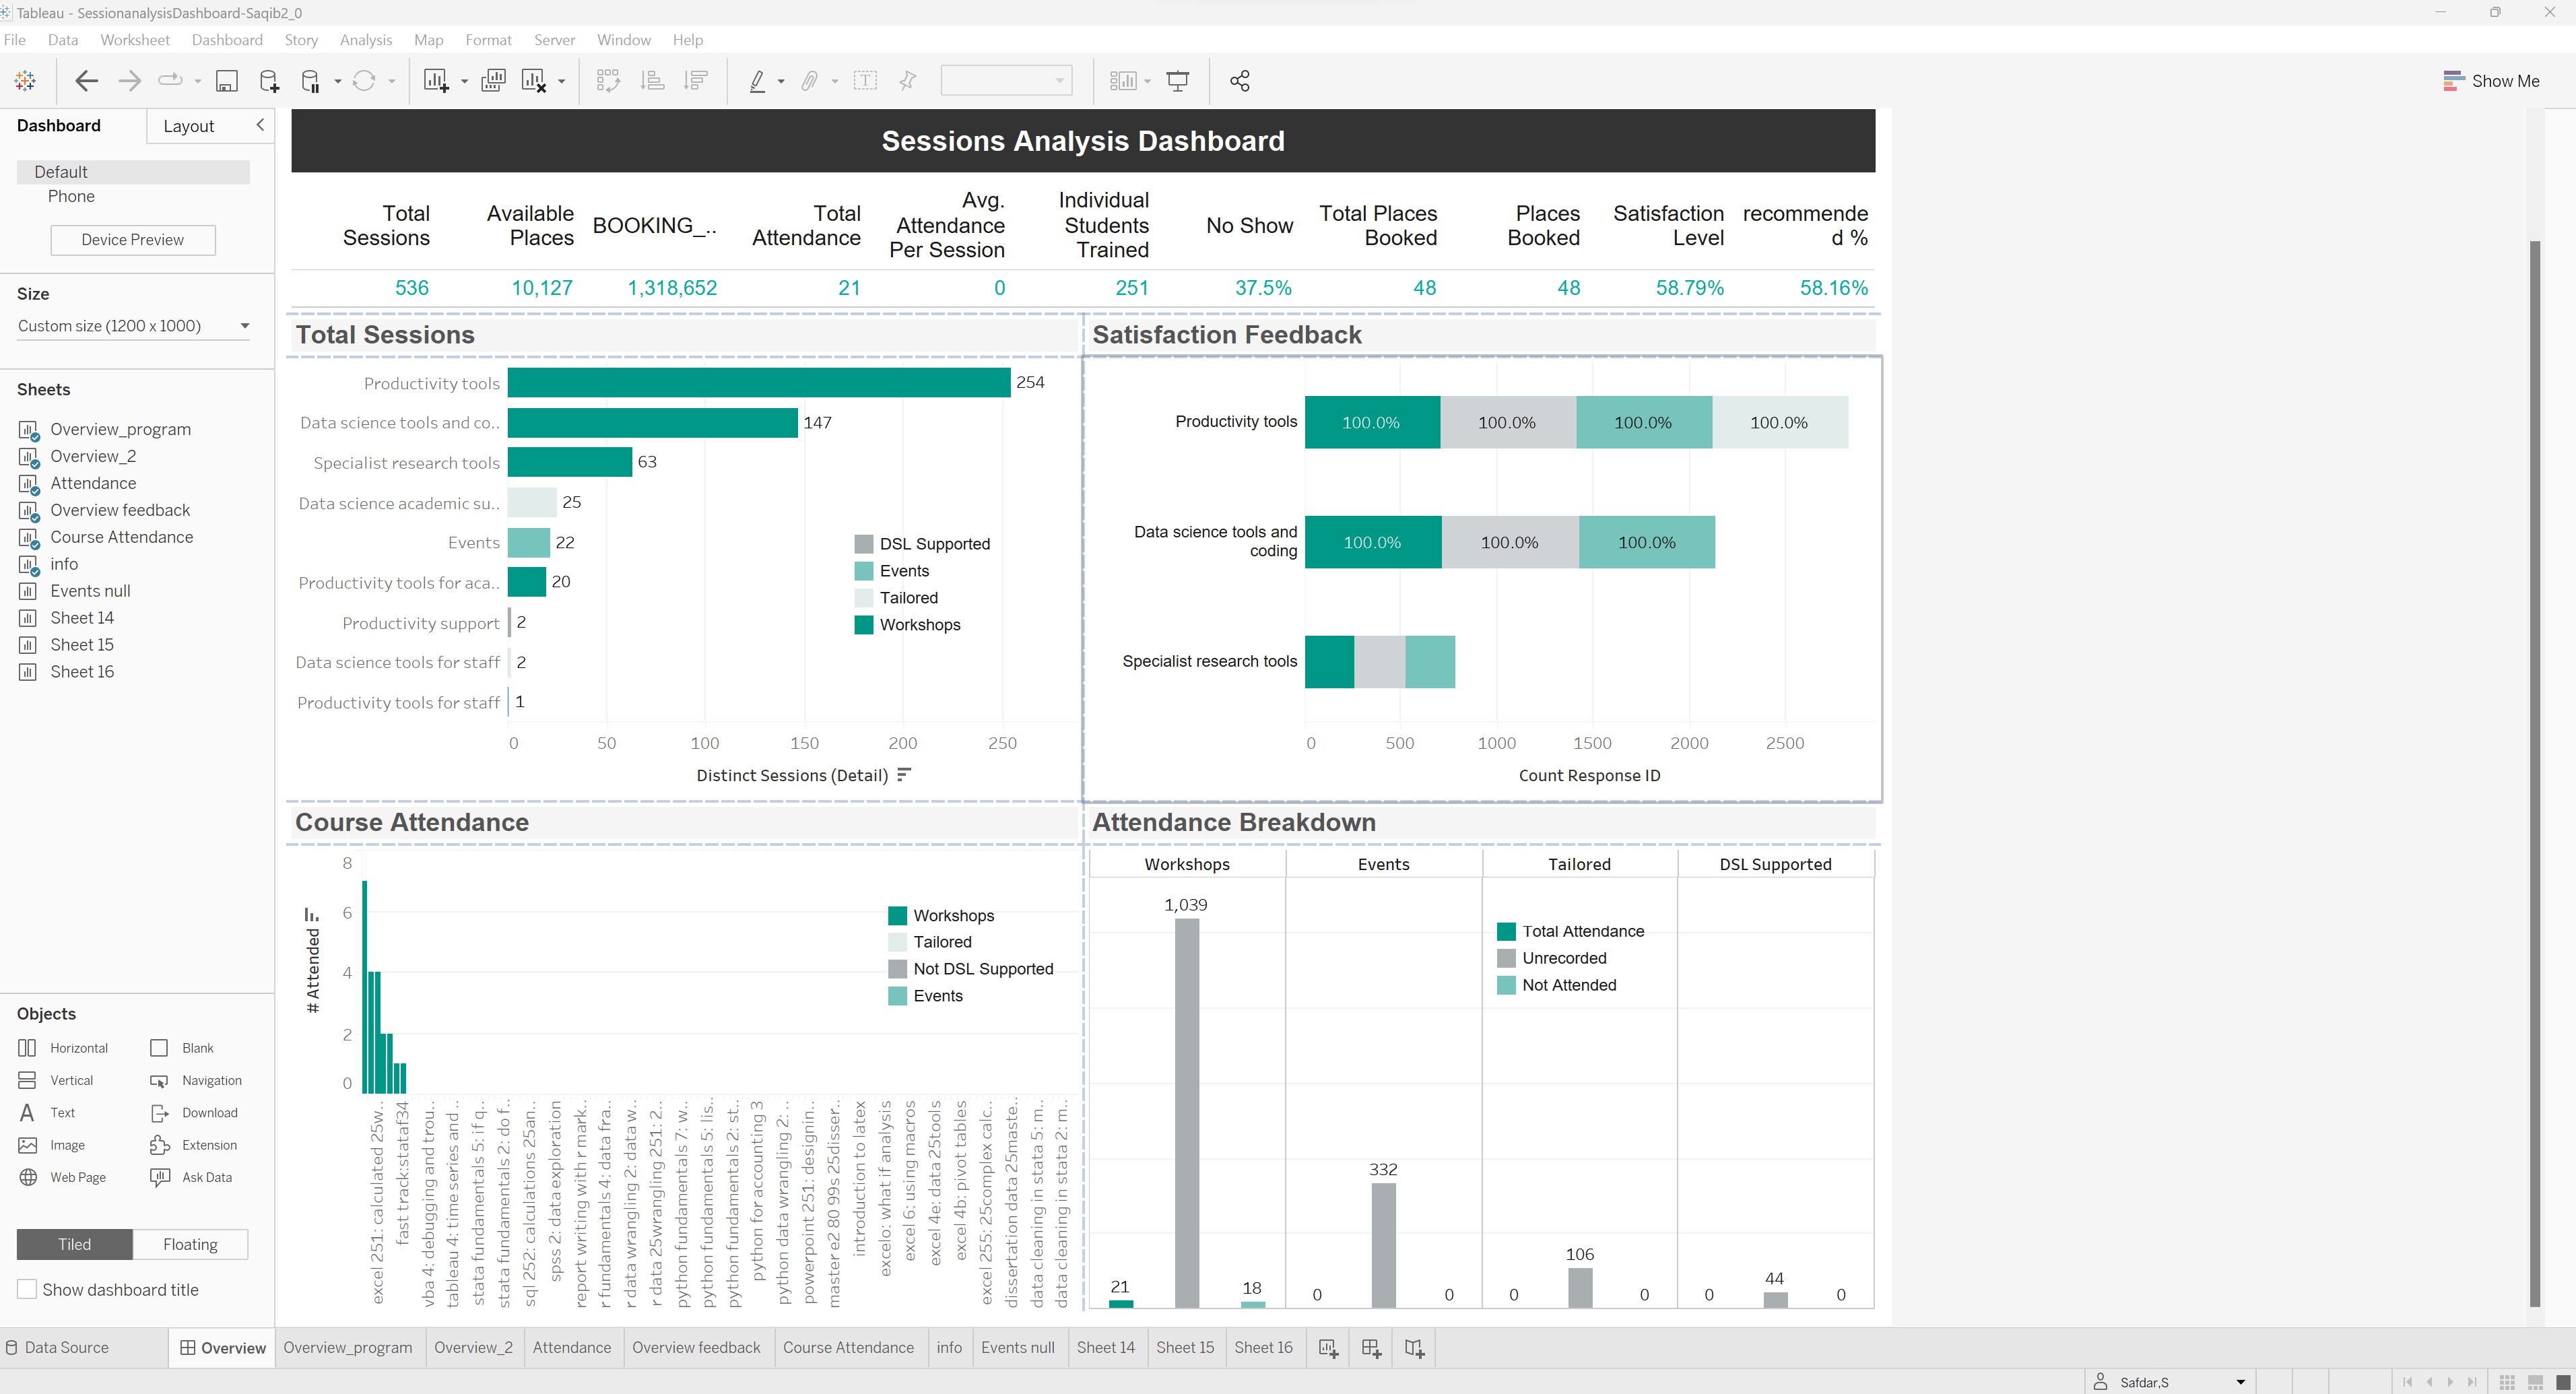 Tableau - SessionanalysisDashboard-Saqib2_0
File Data Worksheet Dashboard Story Analysis Map Format Server Window Help
Show Me
Dashboard Layout
Default
Phone
Device Preview
Size
Custom size (1200 x 1000)
Sheets
Overview_program
Overview_2
Attendance
Overview feedback
Course Attendance
info
Events null
Sheet 14
Sheet 15
Sheet 16
Objects
Horizontal Blank
Vertical Navigation
Text Download
Image Extension
Web Page Ask Data
Tiled Floating
Show dashboard title
Sessions Analysis Dashboard
Total Sessions
Available Places
BOOKING_..
Total Attendance
Avg. Attendance Per Session
Individual Students Trained
No Show
Total Places Booked
Places Booked
Satisfaction Level
recommende
d %
536 10,127 1,318,652 21 0 251 37.5% 48 48 58.79% 58.16%
Total Sessions
Productivity tools 254
Data science tools and co.. 147
Specialist research tools 63
Data science academic su.. 25
Events 22
Productivity tools for aca.. 20
Productivity support 2
Data science tools for staff 2
Productivity tools for staff 1
DSL Supported
Events
Tailored
Workshops
0 50 100 150 200 250
Distinct Sessions (Detail)
Satisfaction Feedback
Productivity tools 100.0% 100.0% 100.0% 100.0%
Data science tools and
coding
100.0% 100.0% 100.0%
Specialist research tools
0 500 1000 1500 2000 2500
Count Response ID
Course Attendance
# Attended
8
6
4
2
0
Workshops
Tailored
Not DSL Supported
Events
excel 251: calculated 25w..
fast track:stataf34
vba 4: debugging and trou..
tableau 4: time series and ..
stata fundamentals 5: if q..
stata fundamentals 2: do f..
sql 252: calculations 25an..
spss 2: data exploration
report writing with r mark..
r fundamentals 4: data fra..
r data wrangling 2: data w..
r data 25wrangling 251: 2..
python fundamentals 7: w..
python fundamentals 5: lis..
python fundamentals 2: st..
python for accounting 3
python data wrangling 2: ..
powerpoint 251: designin..
master e2 80 99s 25disser..
introduction to latex
excelo: what if analysis
excel 6: using macros
excel 4e: data 25tools
excel 4b: pivot tables
excel 255: 25complex calc..
dissertation data 25maste..
data cleaning in stata 5: m..
data cleaning in stata 2: m..
Attendance Breakdown
Workshops Events Tailored DSL Supported
Total Attendance
Unrecorded
Not Attended
21 1,039 18
0 332 0
0 106 0
0 44 0
Data Source Overview Overview_program Overview_2 Attendance Overview feedback Course Attendance info Events null Sheet 14 Sheet 15 Sheet 16
Safdar,S